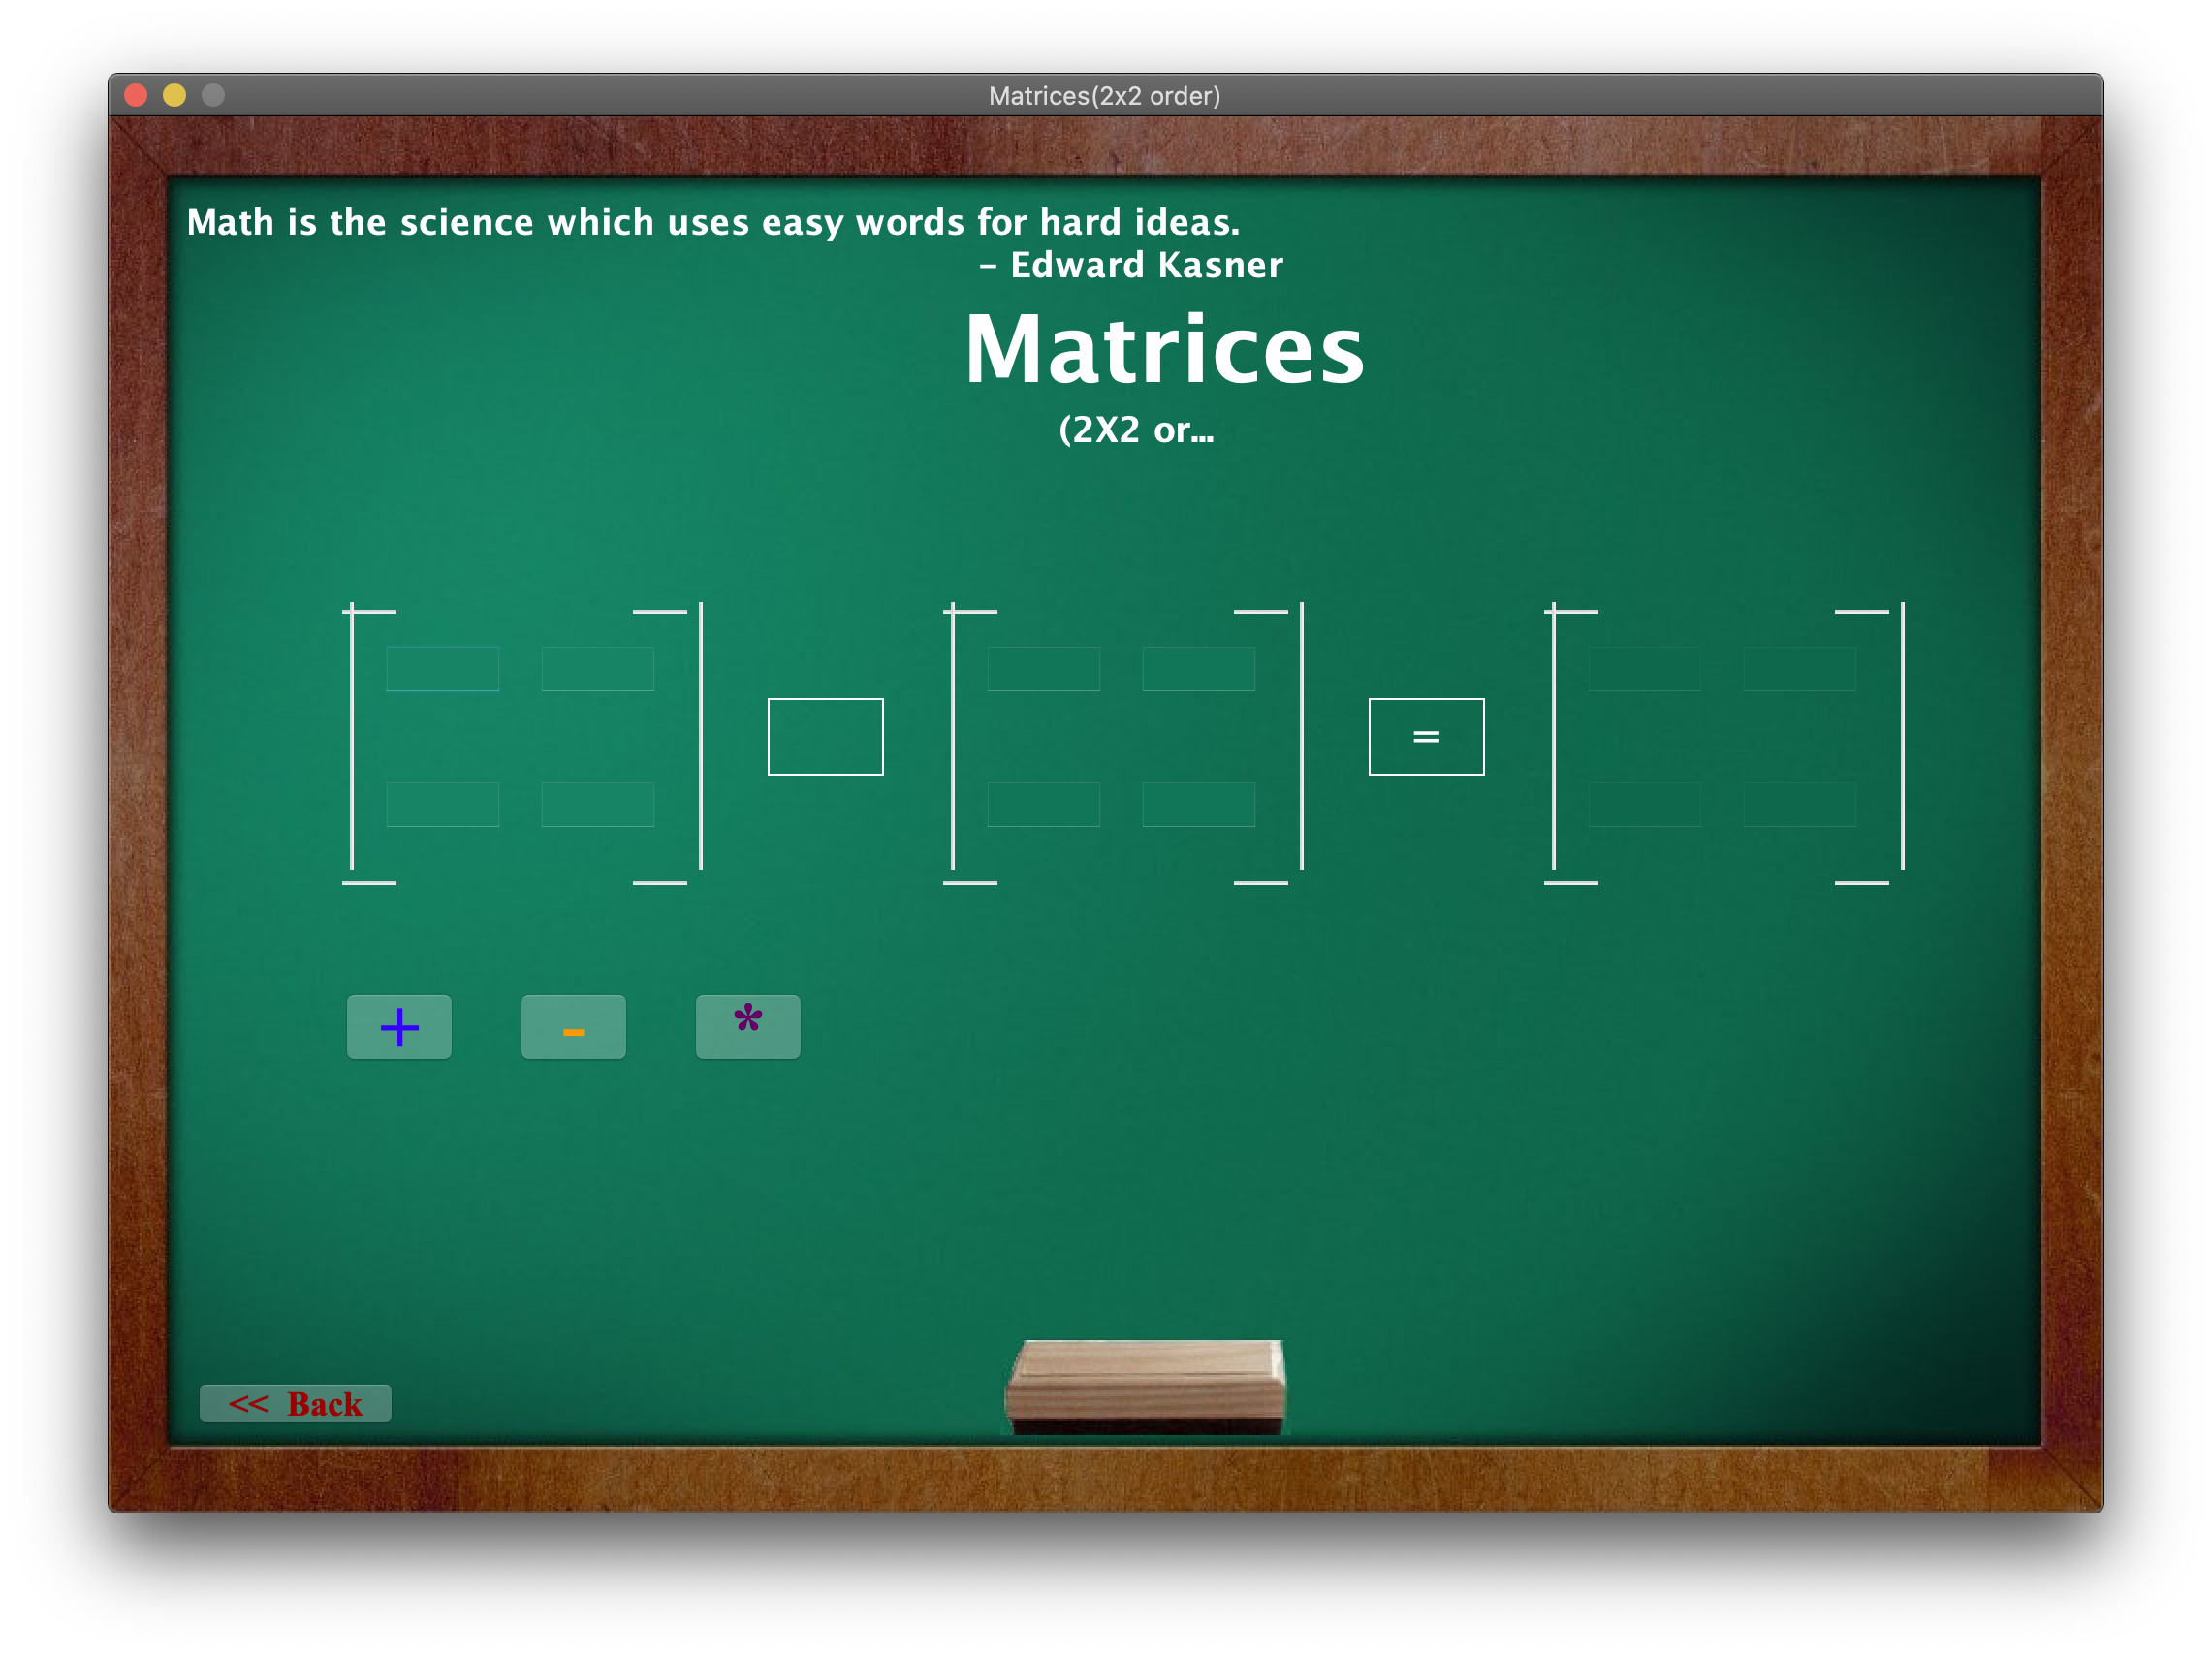 Matrices(2x2 order)
Math is the science which uses easy words for hard ideas.
– Edward Kasner
Matrices
(2X2 or...
=
+ - *
<< Back